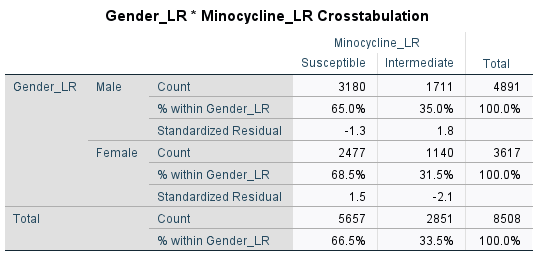 Gender_LR * Minocycline_LR Crosstabulation
Minocycline_LR
Susceptible Intermediate Total
Gender_LR Male Count 3180 1711 4891
% within Gender_LR 65.0% 35.0% 100.0%
Standardized Residual -1.3 1.8
Female Count 2477 1140 3617
% within Gender_LR 68.5% 31.5% 100.0%
Standardized Residual 1.5 -2.1
Total Count 5657 2851 8508
% within Gender_LR 66.5% 33.5% 100.0%